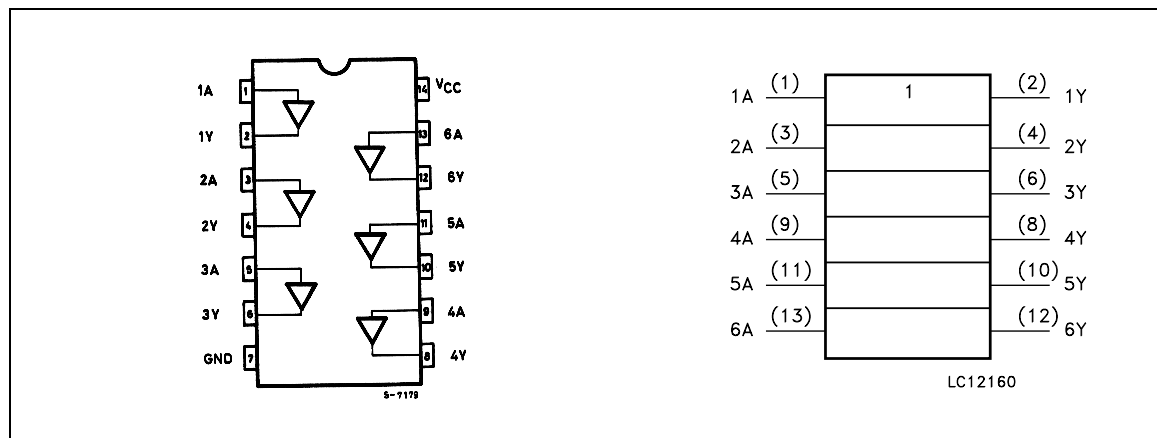 1A 1 14 VCC
1Y 2 13 6A
2A 3 12 6Y
2Y 4 11 5A
3A 5 10 5Y
3Y 6 9 4A
GND 7 8 4Y
S-7179
1A (1) 1 (2) 1Y
2A (3) (4) 2Y
3A (5) (6) 3Y
4A (9) (8) 4Y
5A (11) (10) 5Y
6A (13) (12) 6Y
LC12160